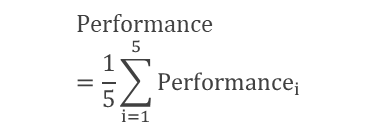 Performance
= 1/5 ∑_{i=1}^{5} Performance_i